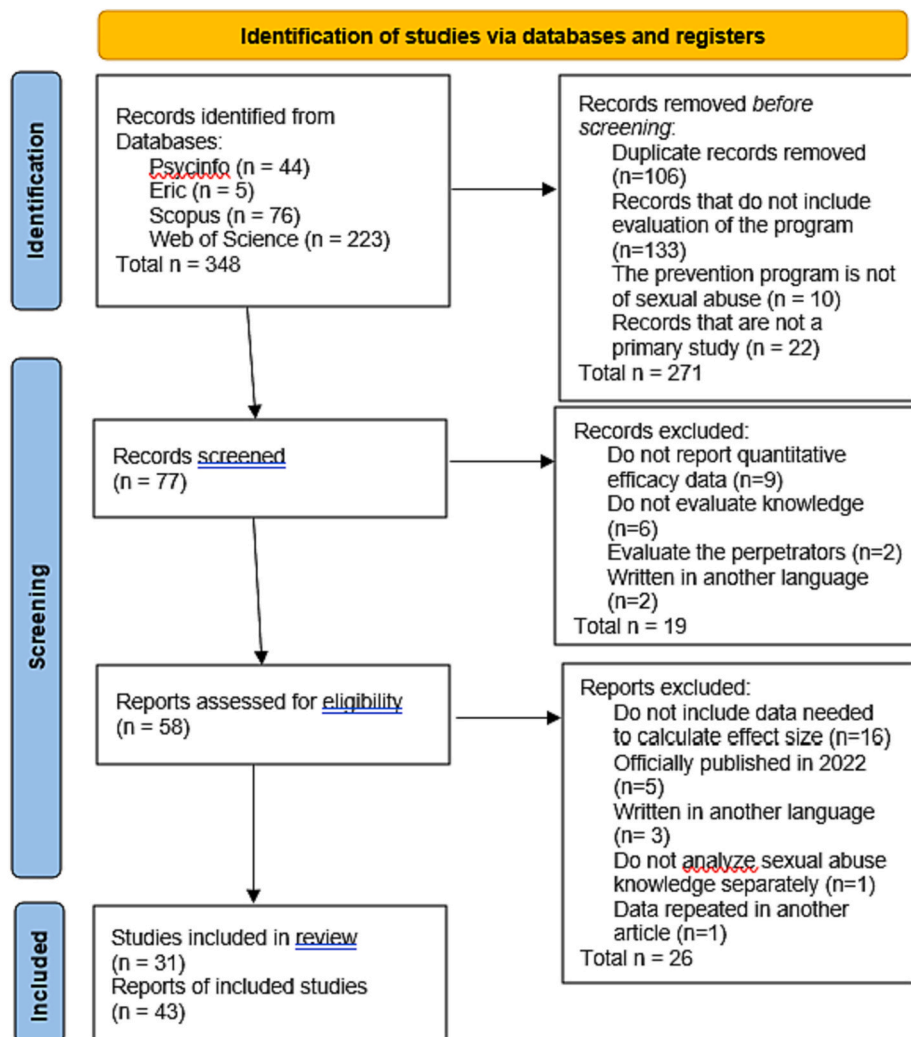 Identification of studies via databases and registers
Identification
Records identified from
Databases:
Psycinfo (n = 44)
Eric (n = 5)
Scopus (n = 76)
Web of Science (n = 223)
Total n = 348
Records removed before
screening:
Duplicate records removed
(n=106)
Records that do not include
evaluation of the program
(n=133)
The prevention program is not
of sexual abuse (n = 10)
Records that are not a
primary study (n = 22)
Total n = 271
Screening
Records screened
(n = 77)
Records excluded:
Do not report quantitative
efficacy data (n=9)
Do not evaluate knowledge
(n=6)
Evaluate the perpetrators (n=2)
Written in another language
(n=2)
Total n = 19
Reports assessed for eligibility
(n = 58)
Reports excluded:
Do not include data needed
to calculate effect size (n=16)
Officially published in 2022
(n=5)
Written in another language
(n= 3)
Do not analyze sexual abuse
knowledge separately (n=1)
Data repeated in another
article (n=1)
Total n = 26
Included
Studies included in review
(n = 31)
Reports of included studies
(n = 43)